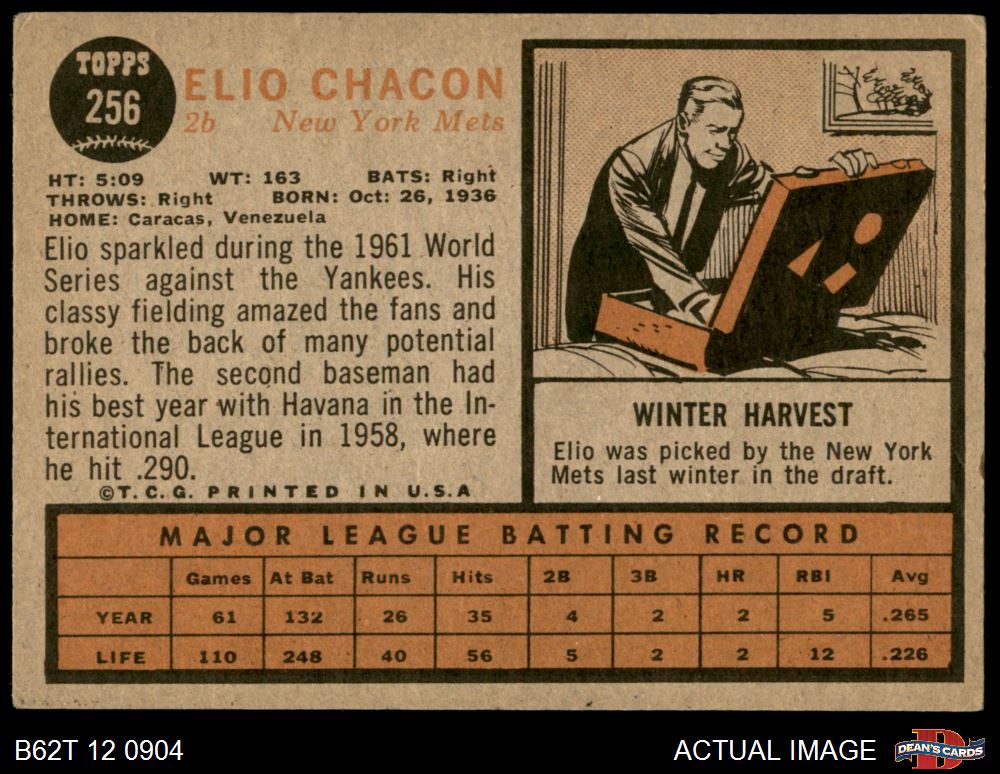 TOPPS
256
ELIO CHACON
2b New York Mets
HT: 5:09 WT: 163 BATS: Right
THROWS: Right BORN: Oct: 26, 1936
HOME: Caracas, Venezuela
Elio sparkled during the 1961 World
Series against the Yankees. His
classy fielding amazed the fans and
broke the back of many potential
rallies. The second baseman had
his best year with Havana in the In-
ternational League in 1958, where
he hit .290.
©T.C.G. PRINTED IN U.S.A
WINTER HARVEST
Elio was picked by the New York
Mets last winter in the draft.
MAJOR LEAGUE BATTING RECORD
Games At Bat Runs Hits 2B 3B HR RBI Avg
YEAR 61 132 26 35 4 2 2 5 .265
LIFE 110 248 40 56 5 2 2 12 .226
B62T 12 0904
ACTUAL IMAGE
D
DEAN'S CARDS